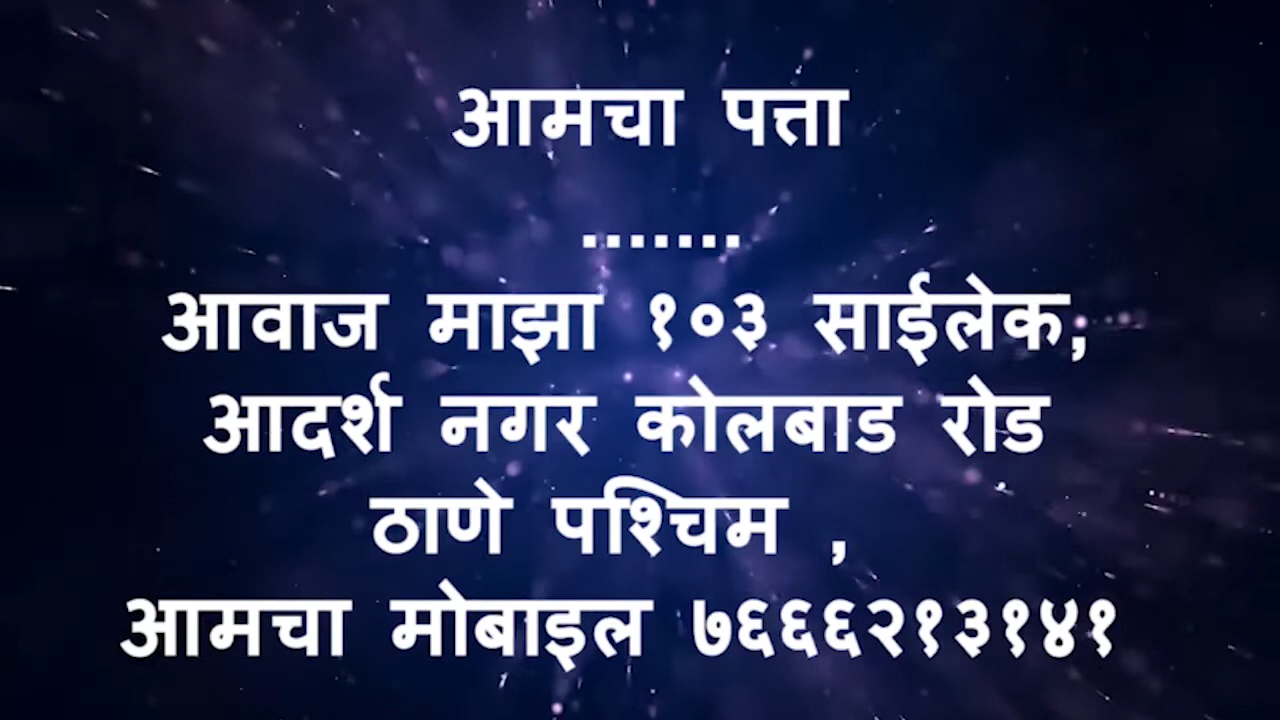 आमचा पत्ता
.......
आवाज माझा १०३ साईलेक,
आदर्श नगर कोलबाड रोड
ठाणे पश्चिम ,
आमचा मोबाइल ७६६६२१३१४१